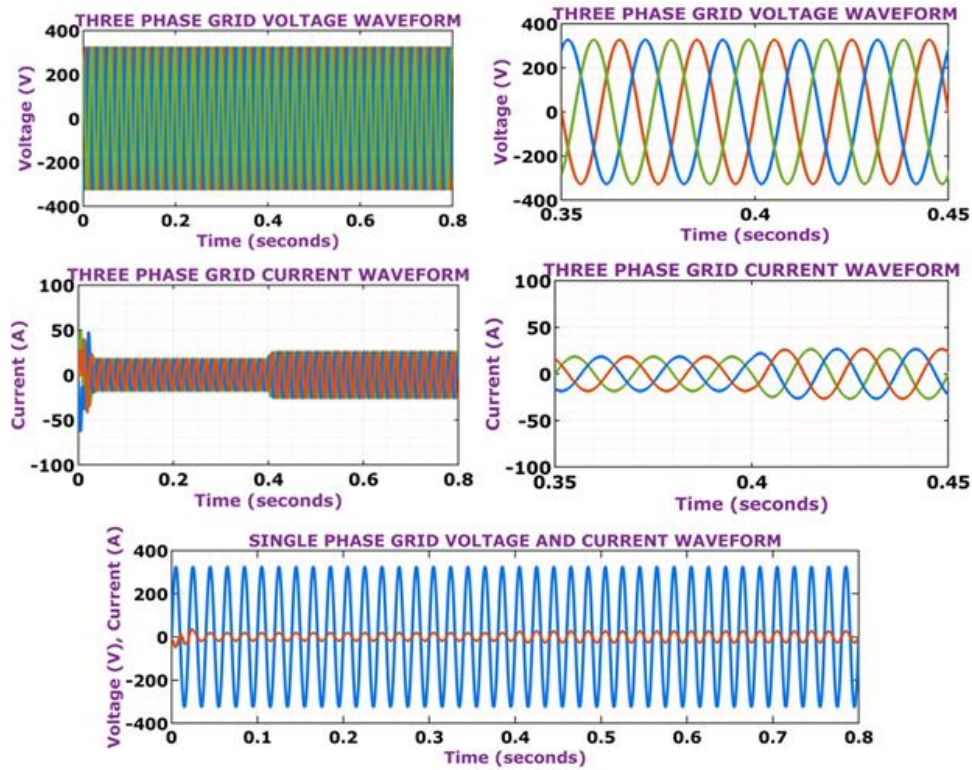 THREE PHASE GRID VOLTAGE WAVEFORM
400
200
0
-200
-400
Voltage (V)
0 0.2 0.4 0.6 0.8
Time (seconds)
THREE PHASE GRID VOLTAGE WAVEFORM
400
200
0
-200
-400
Voltage (V)
0.35 0.4 0.45
Time (seconds)
THREE PHASE GRID CURRENT WAVEFORM
100
50
0
-50
-100
Current (A)
0 0.2 0.4 0.6 0.8
Time (seconds)
THREE PHASE GRID CURRENT WAVEFORM
100
50
0
-50
-100
Current (A)
0.35 0.4 0.45
Time (seconds)
SINGLE PHASE GRID VOLTAGE AND CURRENT WAVEFORM
400
200
0
-200
-400
Voltage (V), Current (A)
0 0.1 0.2 0.3 0.4 0.5 0.6 0.7 0.8
Time (seconds)